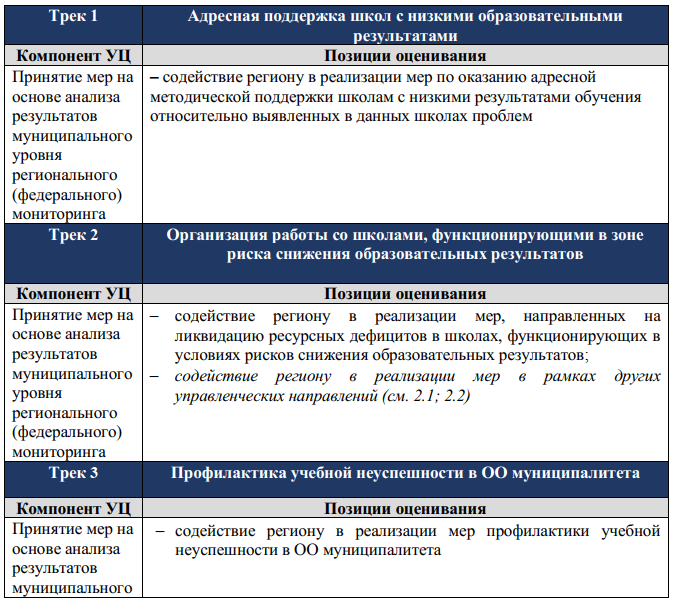 Трек 1
Адресная поддержка школ с низкими образовательными
результатами
Компонент УЦ
Позиции оценивания
Принятие мер на
основе анализа
результатов
муниципального
уровня
регионального
(федерального)
мониторинга
– содействие региону в реализации мер по оказанию адресной
методической поддержки школам с низкими результатами обучения
относительно выявленных в данных школах проблем
Трек 2
Организация работы со школами, функционирующими в зоне
риска снижения образовательных результатов
Компонент УЦ
Позиции оценивания
Принятие мер на
основе анализа
результатов
муниципального
уровня
регионального
(федерального)
мониторинга
– содействие региону в реализации мер, направленных на
ликвидацию ресурсных дефицитов в школах, функционирующих в
условиях рисков снижения образовательных результатов;
– содействие региону в реализации мер в рамках других
управленческих направлений (см. 2.1; 2.2)
Трек 3
Профилактика учебной неуспешности в ОО муниципалитета
Компонент УЦ
Позиции оценивания
Принятие мер на
основе анализа
результатов
муниципального
– содействие региону в реализации мер профилактики учебной
неуспешности в ОО муниципалитета